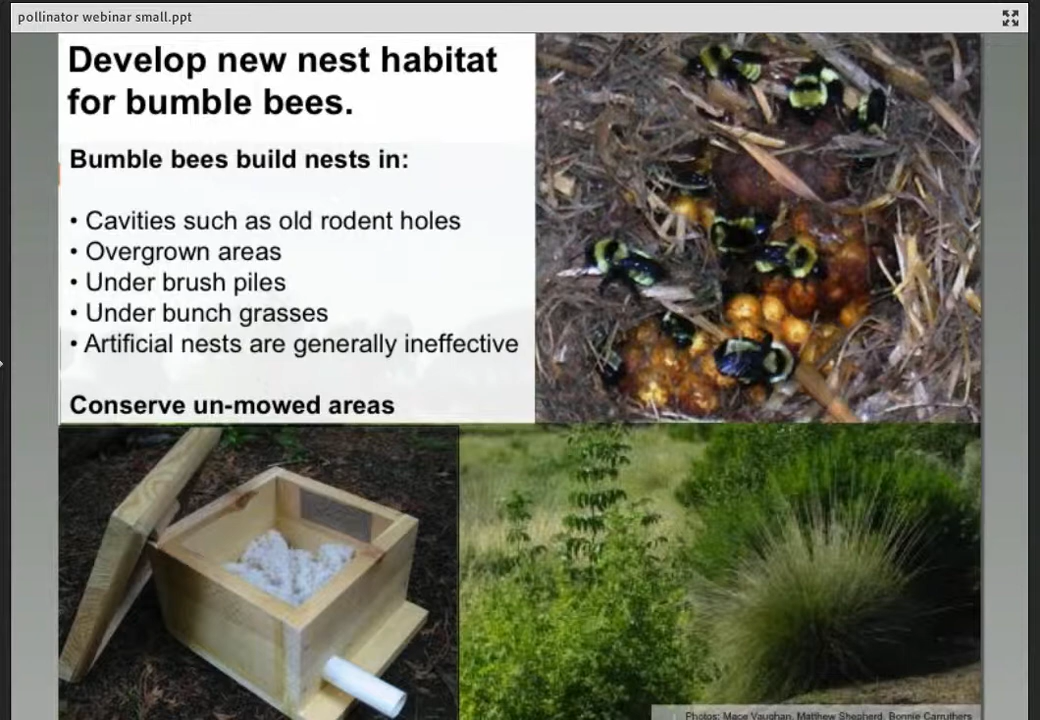 pollinator webinar small.ppt
Develop new nest habitat
for bumble bees.
Bumble bees build nests in:
• Cavities such as old rodent holes
• Overgrown areas
• Under brush piles
• Under bunch grasses
• Artificial nests are generally ineffective
Conserve un-mowed areas
Photos: Mace Vaughan, Matthew Shepherd, Bonnie Carruthers